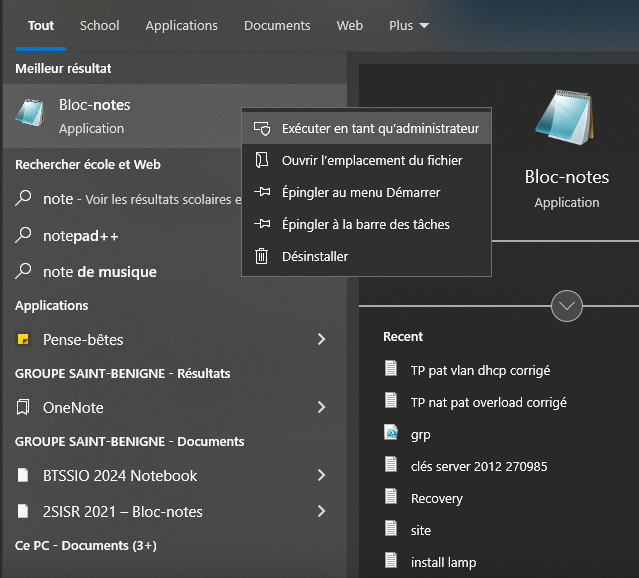 Tout School Applications Documents Web Plus
Meilleur résultat
Bloc-notes
Application
Exécuter en tant qu'administrateur
Ouvrir l'emplacement du fichier
Épingler au menu Démarrer
Épingler à la barre des tâches
Désinstaller
Rechercher école et Web
note - Voir les résultats scolaires e
notepad++
note de musique
Applications
Pense-bêtes
GROUPE SAINT-BENIGNE - Résultats
OneNote
GROUPE SAINT-BENIGNE - Documents
BTSSIO 2024 Notebook
2SISR 2021 – Bloc-notes
Ce PC - Documents (3+)
Bloc-notes
Application
Recent
TP pat vlan dhcp corrigé
TP nat pat overload corrigé
grp
clés server 2012 270985
Recovery
site
install lamp